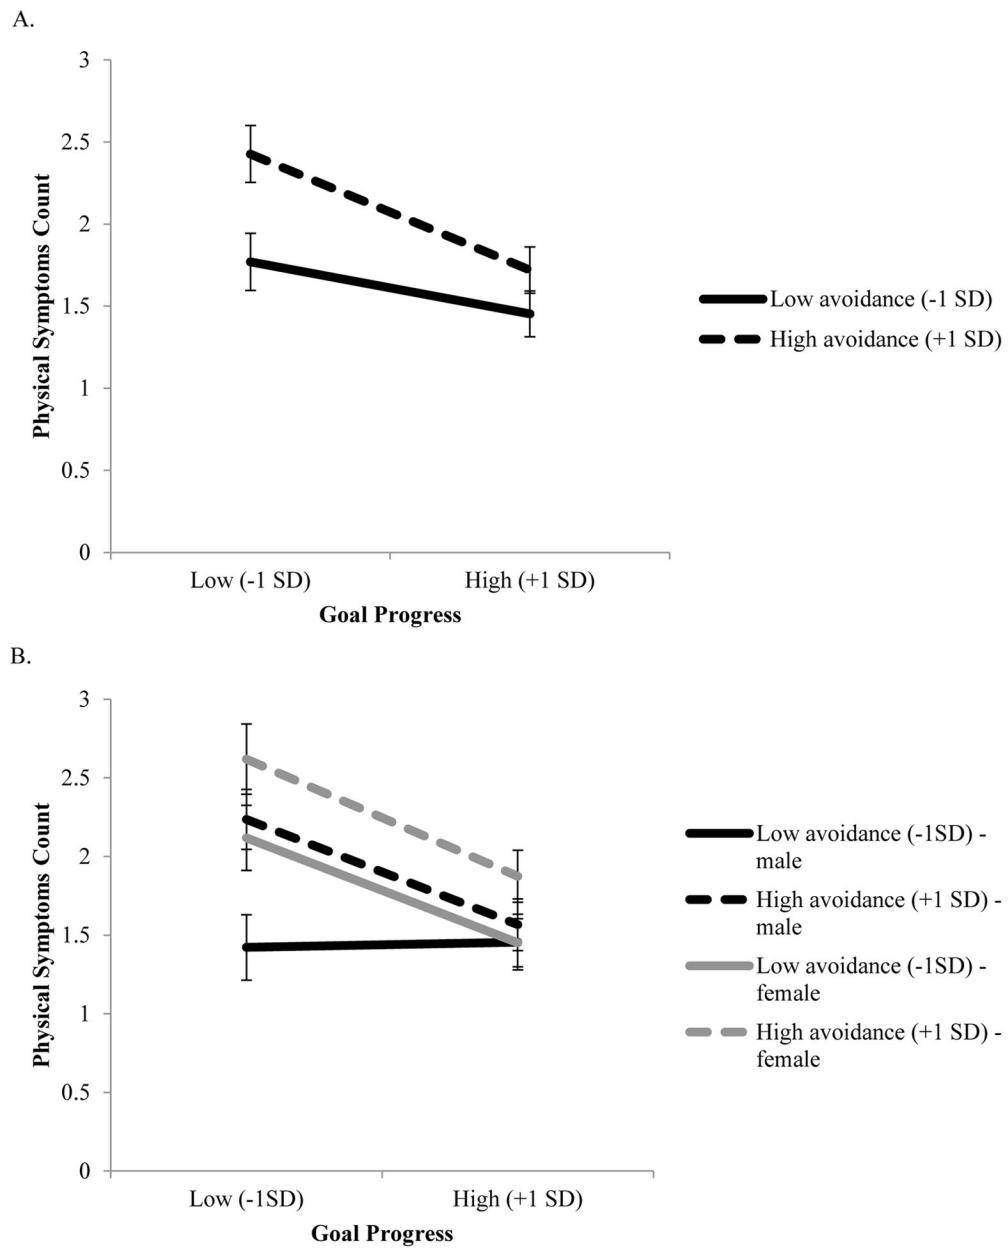 A.
3
2.5
2
1.5
1
0.5
0
Physical Symptoms Count
Low (-1 SD)
High (+1 SD)
Goal Progress
Low avoidance (-1 SD)
High avoidance (+1 SD)
B.
3
2.5
2
1.5
1
0.5
0
Physical Symptoms Count
Low (-1SD)
High (+1 SD)
Goal Progress
Low avoidance (-1SD) -
male
High avoidance (+1 SD) -
male
Low avoidance (-1SD) -
female
High avoidance (+1 SD) -
female